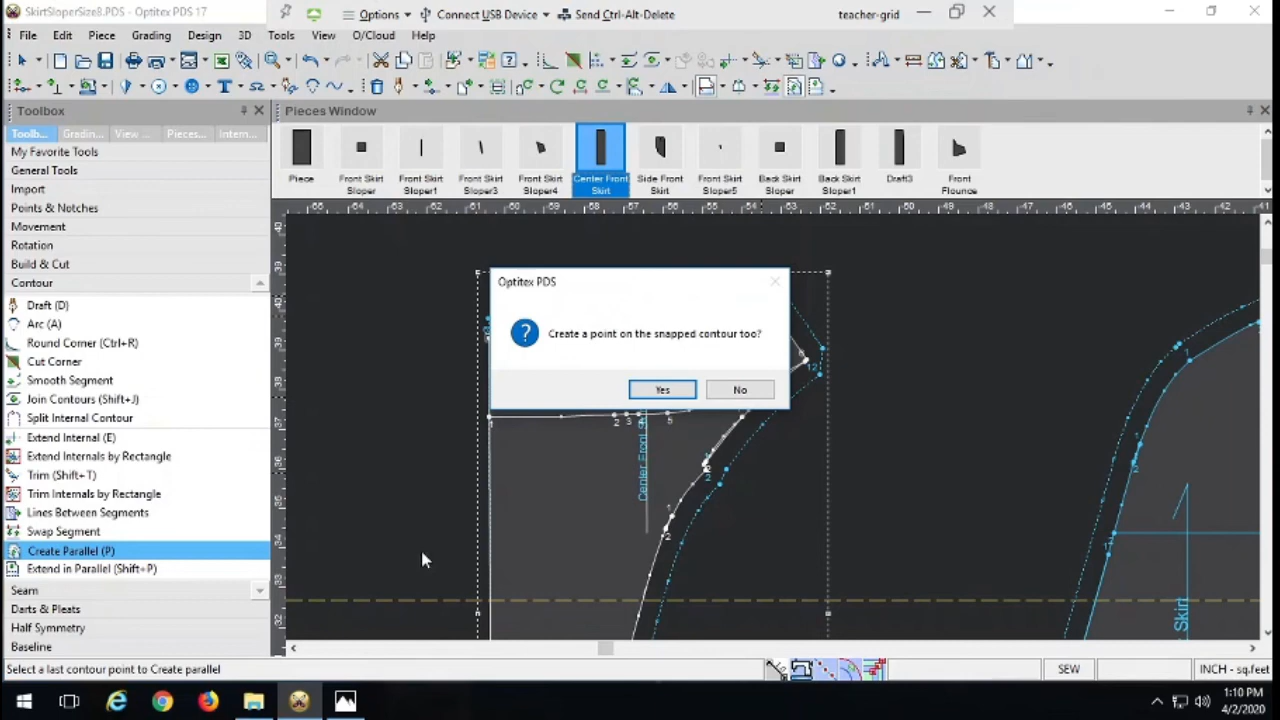 SkirtSloperSize8.PDS - Optitex PDS 17
Options Connect USB Device Send Ctrl-Alt-Delete teacher-grid
File Edit Piece Grading Design 3D Tools View O/Cloud Help
Toolbox
Pieces Window
Toolb... Gradin... View ... Pieces... Intern...
My Favorite Tools
General Tools
Import
Points & Notches
Movement
Rotation
Build & Cut
Contour
Draft (D)
Arc (A)
Round Corner (Ctrl+R)
Cut Corner
Smooth Segment
Join Contours (Shift+J)
Split Internal Contour
Extend Internal (E)
Extend Internals by Rectangle
Trim (Shift+T)
Trim Internals by Rectangle
Lines Between Segments
Swap Segment
Create Parallel (P)
Extend in Parallel (Shift+P)
Seam
Darts & Pleats
Half Symmetry
Baseline
Piece
Front Skirt Sloper
Front Skirt Sloper1
Front Skirt Sloper3
Front Skirt Sloper4
Center Front Skirt
Side Front Skirt
Front Skirt Sloper5
Back Skirt Sloper
Back Skirt Sloper1
Draft3
Front Flounce
Optitex PDS
Create a point on the snapped contour too?
Yes No
Center Front S
Skirt
Select a last contour point to Create parallel
SEW
INCH - sq.feet
1:10 PM
4/2/2020